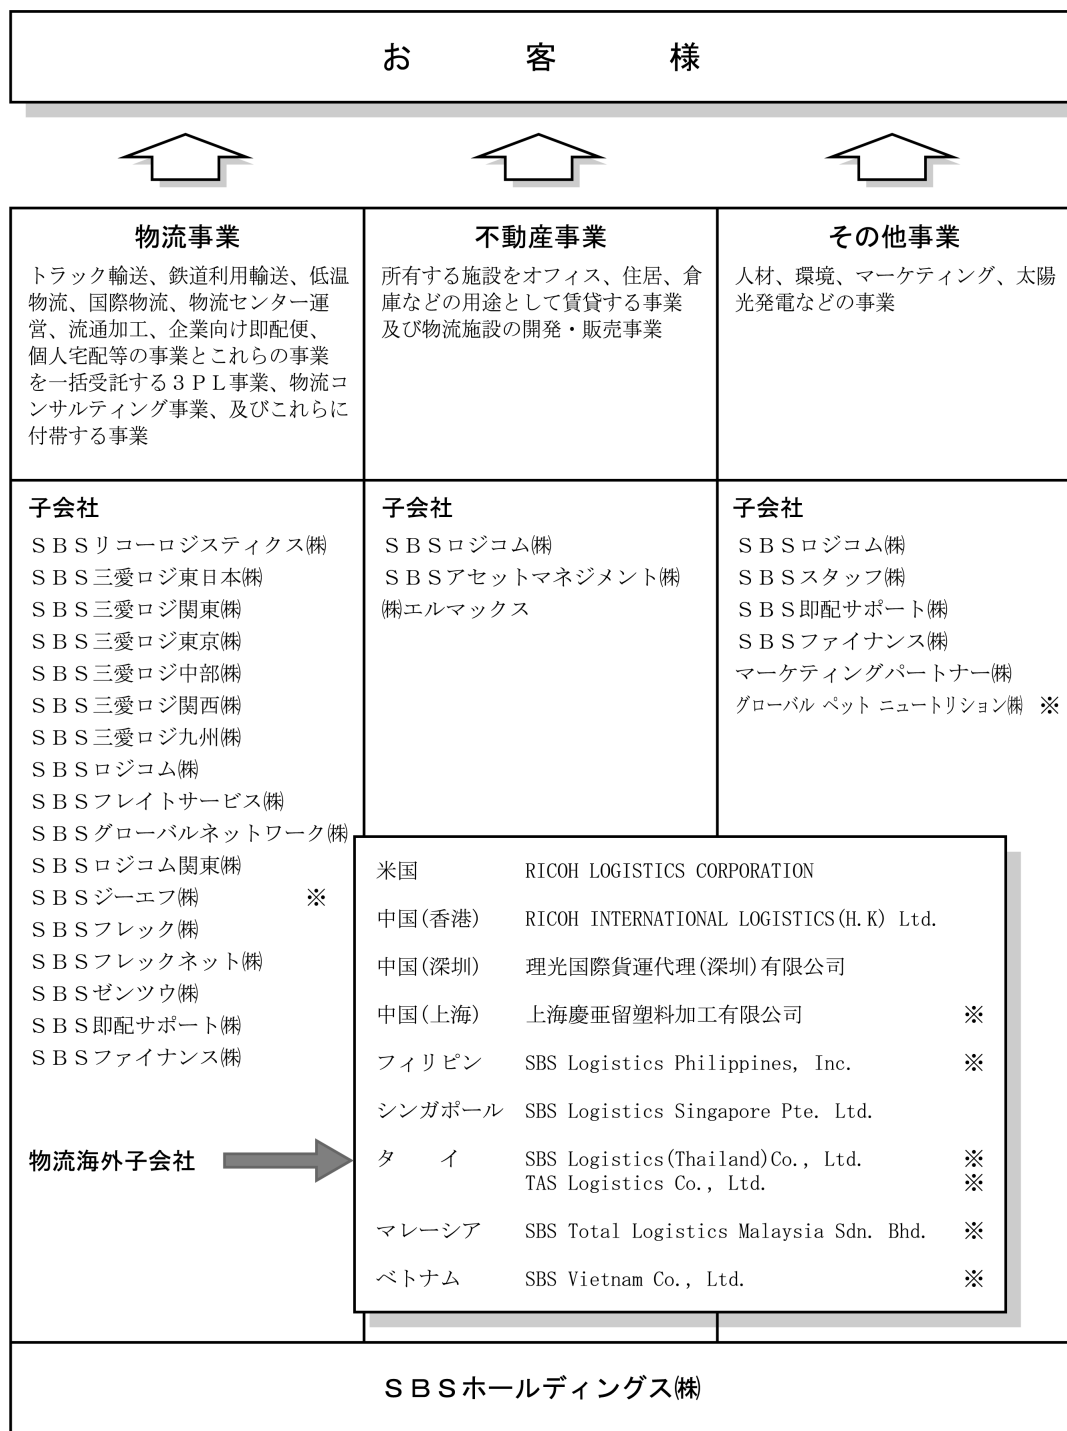 お客様
物流事業
トラック輸送、鉄道利用輸送、低温
物流、国際物流、物流センター運
営、流通加工、企業向け即配便、
個人宅配等の事業とこれらの事業
を一括受託する３ＰＬ事業、物流コ
ンサルティング事業、及びこれらに
付帯する事業
不動産事業
所有する施設をオフィス、住居、倉
庫などの用途として賃貸する事業
及び物流施設の開発・販売事業
その他事業
人材、環境、マーケティング、太陽
光発電などの事業
子会社
ＳＢＳリコーロジスティクス㈱
ＳＢＳ三愛ロジ東日本㈱
ＳＢＳ三愛ロジ関東㈱
ＳＢＳ三愛ロジ東京㈱
ＳＢＳ三愛ロジ中部㈱
ＳＢＳ三愛ロジ関西㈱
ＳＢＳ三愛ロジ九州㈱
ＳＢＳロジコム㈱
ＳＢＳフレイトサービス㈱
ＳＢＳグローバルネットワーク㈱
ＳＢＳロジコム関東㈱
ＳＢＳジーエフ㈱ ※
ＳＢＳフレック㈱
ＳＢＳフレックネット㈱
ＳＢＳゼンツウ㈱
ＳＢＳ即配サポート㈱
ＳＢＳファイナンス㈱
子会社
ＳＢＳロジコム㈱
ＳＢＳアセットマネジメント㈱
㈱エルマックス
子会社
ＳＢＳロジコム㈱
ＳＢＳスタッフ㈱
ＳＢＳ即配サポート㈱
ＳＢＳファイナンス㈱
マーケティングパートナー㈱
グローバル ペット ニュートリション㈱ ※
物流海外子会社
米国 RICOH LOGISTICS CORPORATION
中国(香港) RICOH INTERNATIONAL LOGISTICS(H.K) Ltd.
中国(深圳) 理光国際貨運代理(深圳)有限公司
中国(上海) 上海慶亜留塑料加工有限公司 ※
フィリピン SBS Logistics Philippines, Inc. ※
シンガポール SBS Logistics Singapore Pte. Ltd.
タイ SBS Logistics(Thailand)Co., Ltd. ※
TAS Logistics Co., Ltd. ※
マレーシア SBS Total Logistics Malaysia Sdn. Bhd. ※
ベトナム SBS Vietnam Co., Ltd. ※
ＳＢＳホールディングス㈱